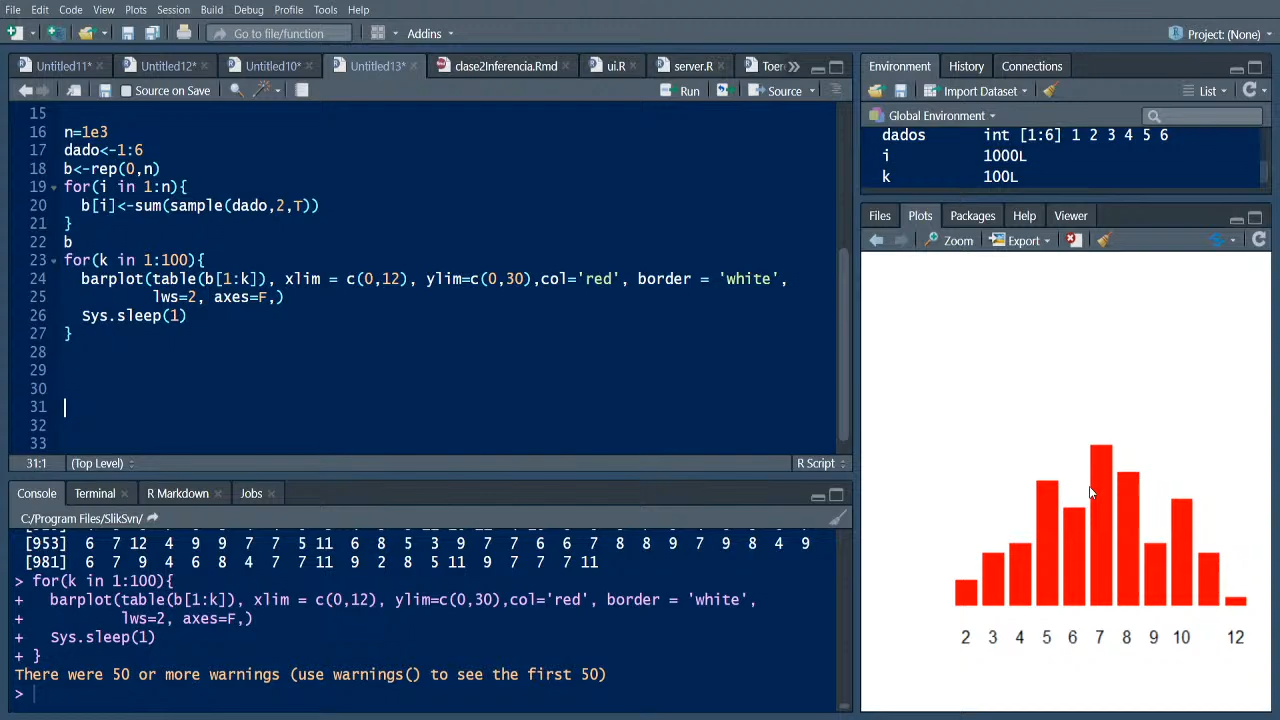 File Edit Code View Plots Session Build Debug Profile Tools Help
Go to file/function Addins Project: (None)
Untitled11* Untitled12* Untitled10* Untitled13* clase2Inferencia.Rmd ui.R server.R Toer
Source on Save Run Source
15
16 n=1e3
17 dado<-1:6
18 b<-rep(0,n)
19 for(i in 1:n){
20 b[i]<-sum(sample(dado,2,T))
21 }
22 b
23 for(k in 1:100){
24 barplot(table(b[1:k]), xlim = c(0,12), ylim=c(0,30),col='red', border = 'white',
25 lws=2, axes=F,)
26 Sys.sleep(1)
27 }
28
29
30
31
32
33
31:1 (Top Level) R Script
Console Terminal R Markdown Jobs
C:/Program Files/SlikSvn/
[953] 6 7 12 4 9 9 7 7 5 11 6 8 5 3 9 7 7 6 6 7 8 8 9 7 9 8 4 9
[981] 6 7 9 4 6 8 4 7 7 11 9 2 8 5 11 9 7 7 7 11
> for(k in 1:100){
+ barplot(table(b[1:k]), xlim = c(0,12), ylim=c(0,30),col='red', border = 'white',
+ lws=2, axes=F,)
+ Sys.sleep(1)
+ }
There were 50 or more warnings (use warnings() to see the first 50)
>
Environment History Connections
Import Dataset List
Global Environment
dados int [1:6] 1 2 3 4 5 6
i 1000L
k 100L
Files Plots Packages Help Viewer
Zoom Export
2 3 4 5 6 7 8 9 10 12